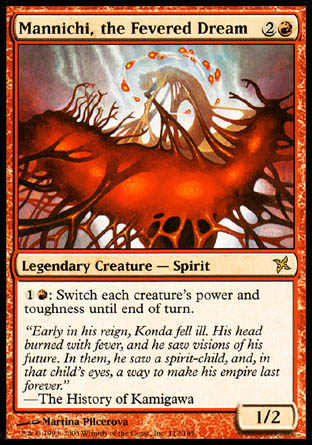 Mannichi, the Fevered Dream 2
Legendary Creature — Spirit
1 : Switch each creature's power and
toughness until end of turn.
"Early in his reign, Konda fell ill. His head
burned with fever, and he saw visions of his
future. In them, he saw a spirit-child, and, in
that child's eyes, a way to make his empire last
forever."
—The History of Kamigawa
Martina Pilcerova
1/2